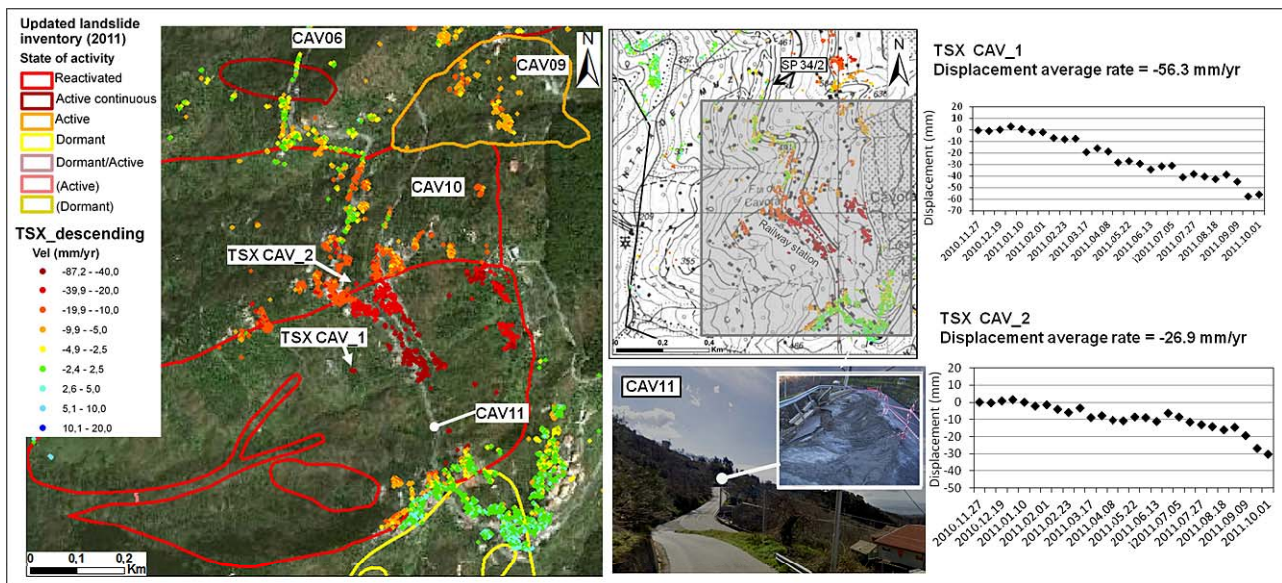 Updated landslide
inventory (2011)
State of activity
Reactivated
Active continuous
Active
Dormant
Dormant/Active
(Active)
(Dormant)
TSX_descending
Vel (mm/yr)
-87,2 - -40,0
-39,9 - -20,0
-19,9 - -10,0
-9,9 - -5,0
-4,9 - -2,5
-2,4 - 2,5
2,6 - 5,0
5,1 - 10,0
10,1 - 20,0
CAV06
N
CAV09
CAV10
TSX CAV_2
TSX CAV_1
CAV11
0 0,1 0,2
Km
SP 34/2
N
461
257
638
321
209
355
Railway station
0 0,2 0,4
Km
CAV11
TSX CAV_1
Displacement average rate = -56.3 mm/yr
Displacement (mm)
20
10
0
-10
-20
-30
-40
-50
-60
-70
2010.11.27
2010.12.19
2011.01.10
2011.02.01
2011.02.23
2011.03.17
2011.04.08
2011.05.22
2011.06.13
2011.07.05
2011.07.27
2011.08.18
2011.09.09
2011.10.01
TSX CAV_2
Displacement average rate = -26.9 mm/yr
Displacement (mm)
20
10
0
-10
-20
-30
-40
-50
2010.11.27
2010.12.19
2011.01.10
2011.02.01
2011.02.23
2011.03.17
2011.04.08
2011.05.22
2011.06.13
2011.07.05
2011.07.27
2011.08.18
2011.09.09
2011.10.01